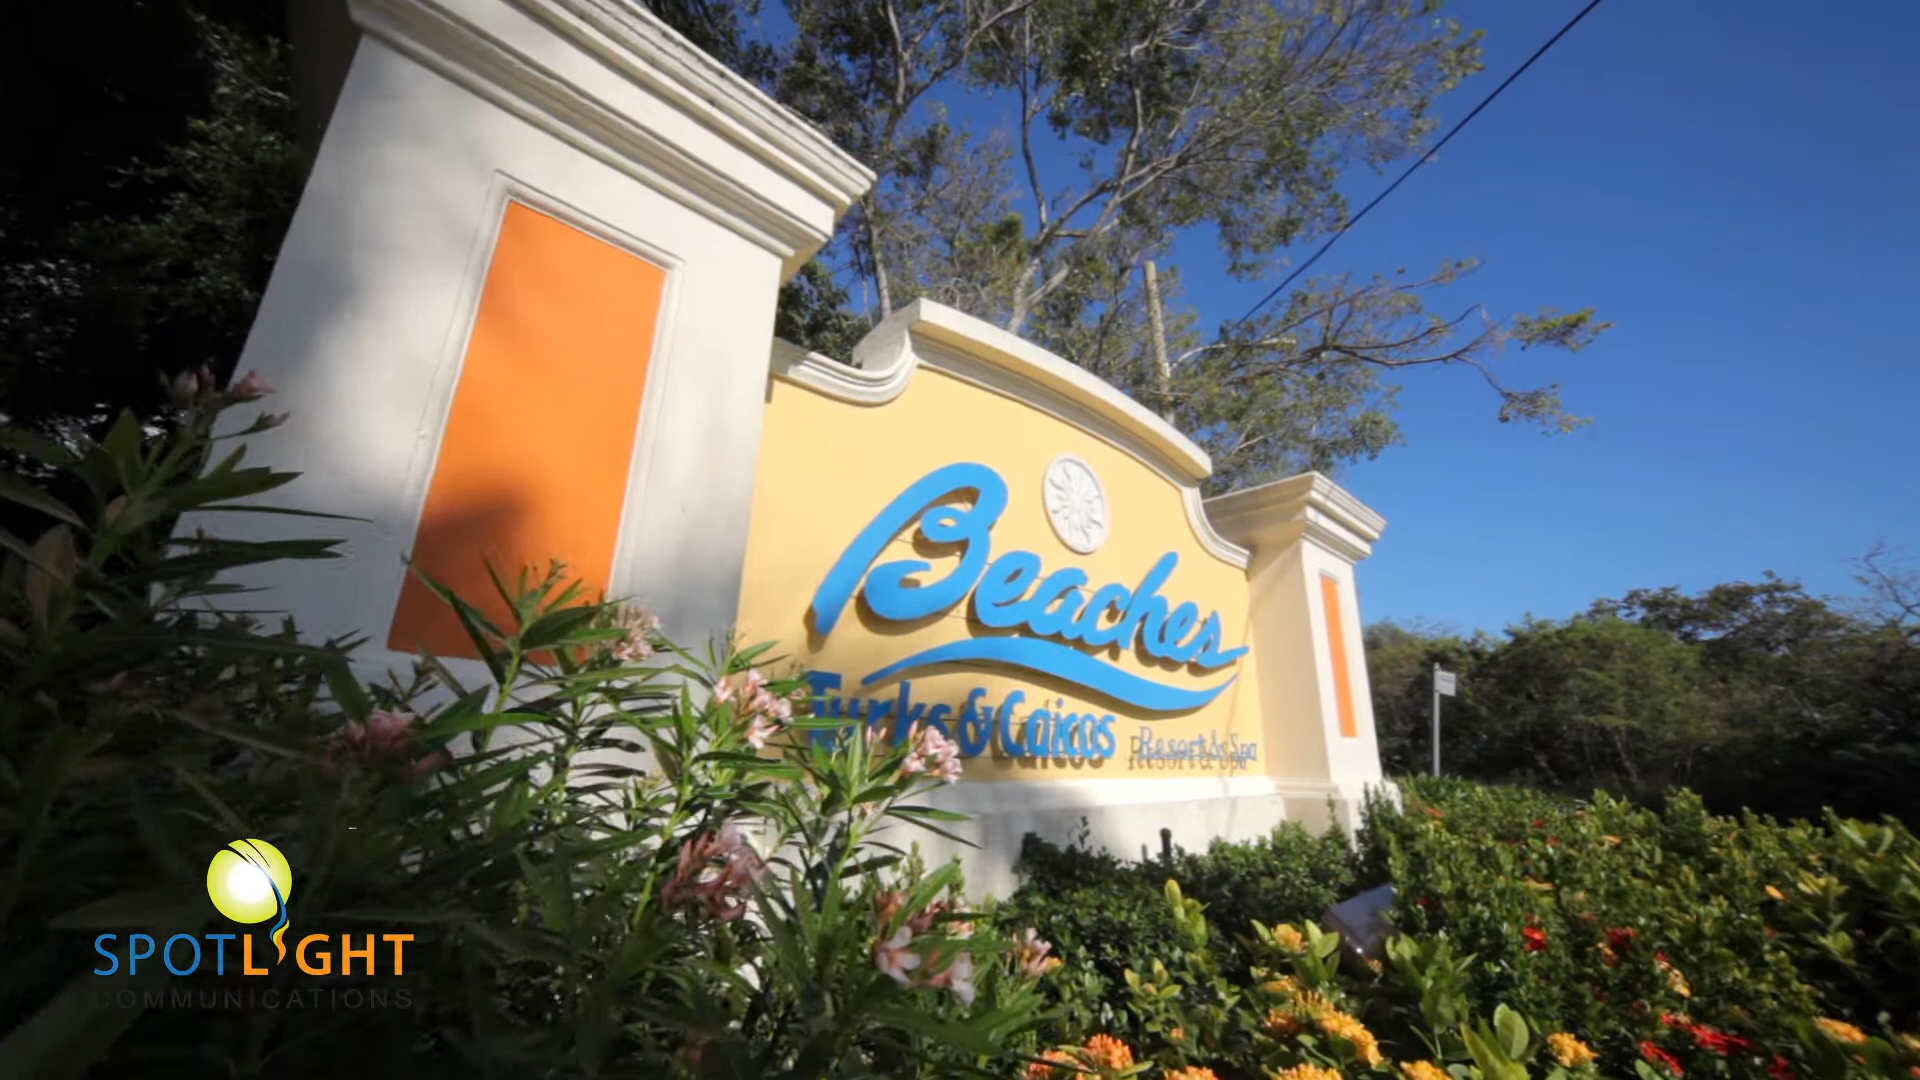 Beaches
Turks & Caicos Resort & Spa
SPOTLIGHT
COMMUNICATIONS